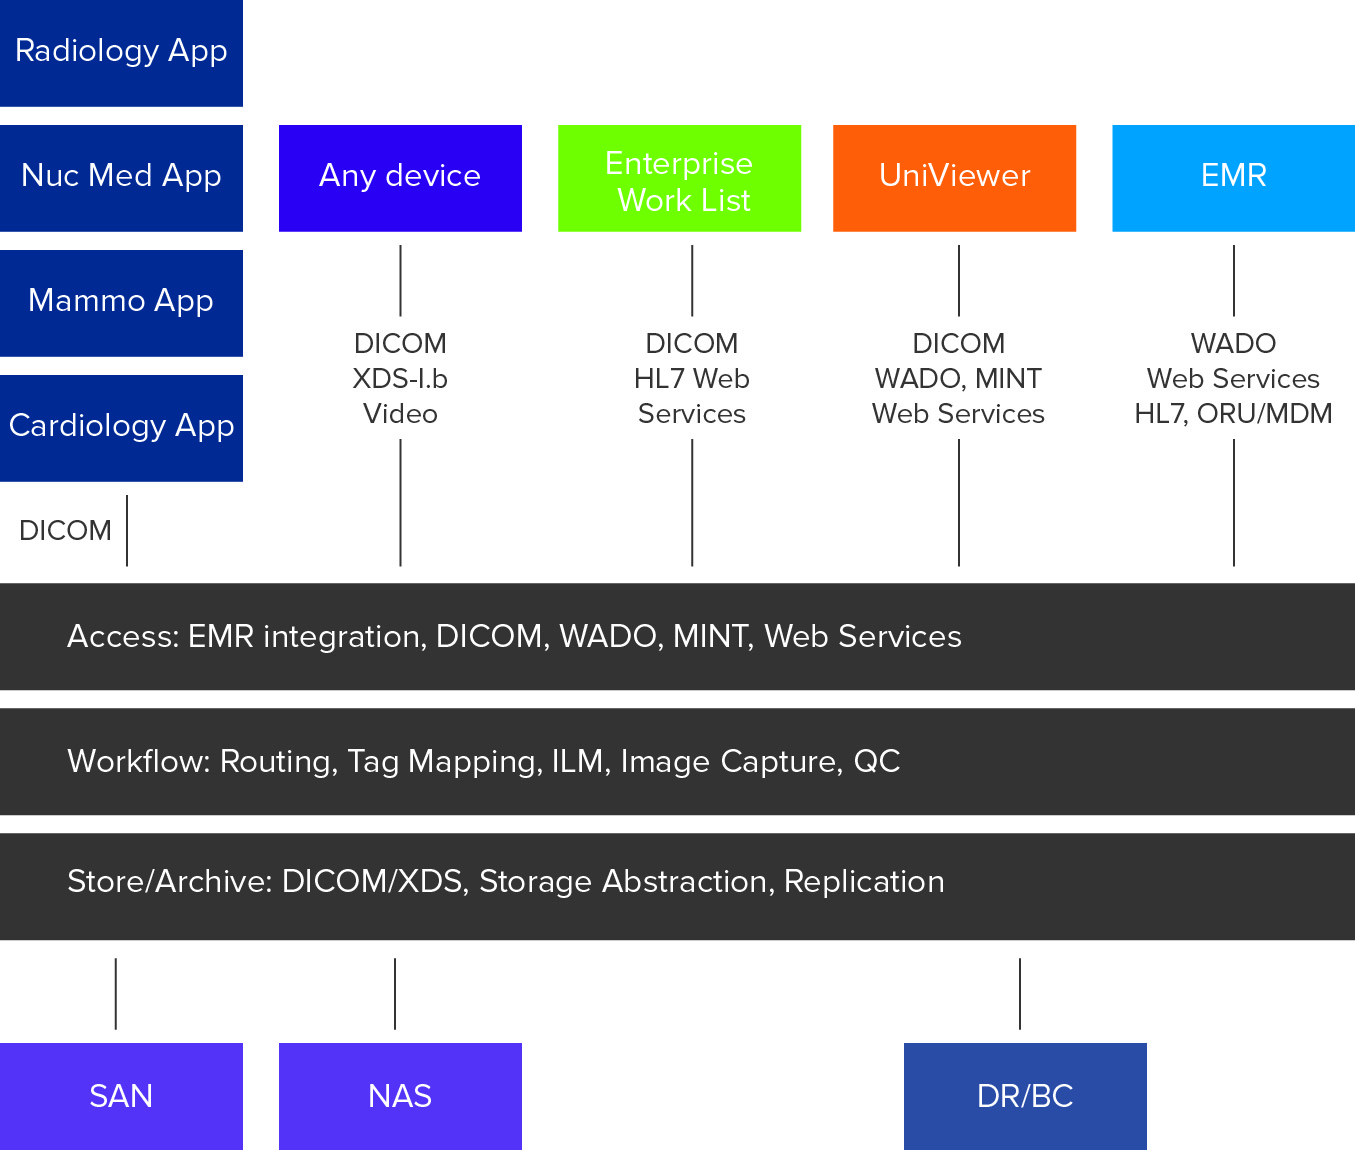 Radiology App
Nuc Med App
Mammo App
Cardiology App
DICOM
Any device
DICOM
XDS-I.b
Video
Enterprise
Work List
DICOM
HL7 Web
Services
UniViewer
DICOM
WADO, MINT
Web Services
EMR
WADO
Web Services
HL7, ORU/MDM
Access: EMR integration, DICOM, WADO, MINT, Web Services
Workflow: Routing, Tag Mapping, ILM, Image Capture, QC
Store/Archive: DICOM/XDS, Storage Abstraction, Replication
SAN
NAS
DR/BC